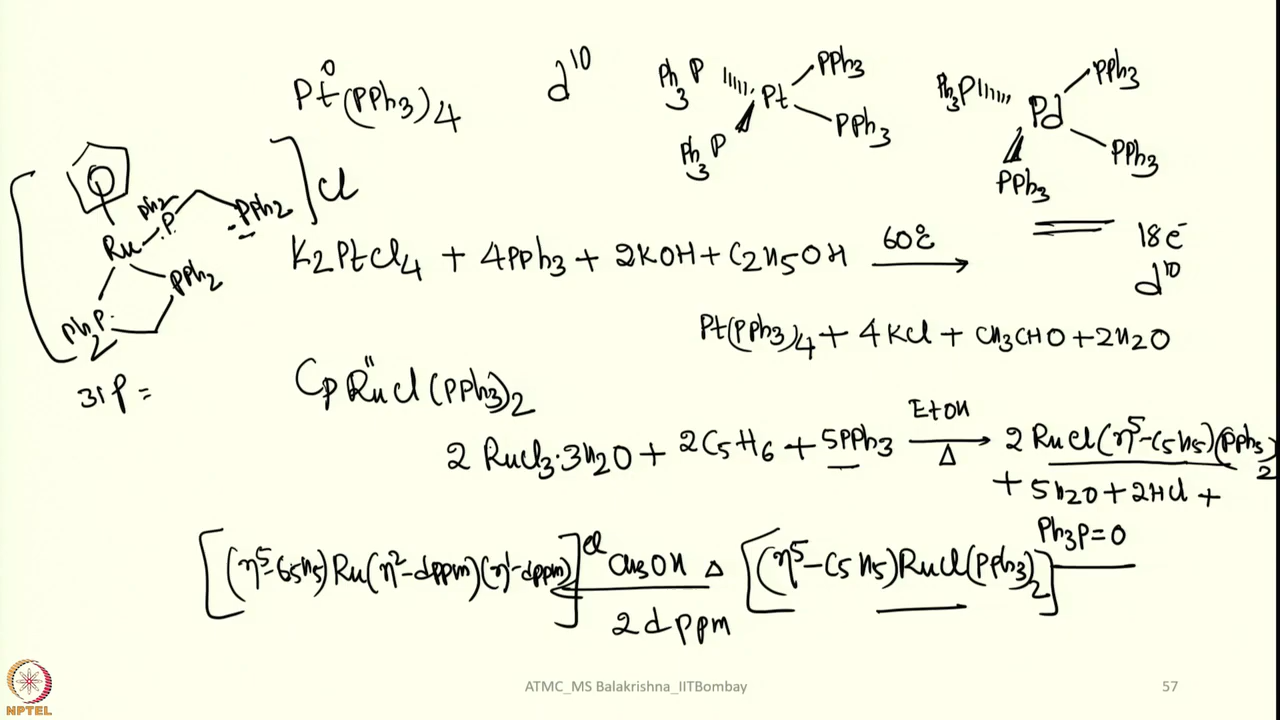 Pt⁰(PPh3)4 d¹⁰
Ph3P Pt PPh3 PPh3 Ph3P
Ph3P Pd PPh3 PPh3 PPh3
18e⁻
d¹⁰
[Ru Ph2P PPh2 PPh2 Ph2P]Cl
31P =
K2PtCl4 + 4PPh3 + 2KOH + C2H5OH 60°C →
Pt(PPh3)4 + 4KCl + CH3CHO + 2H2O
CpRuᴵᴵCl(PPh3)2
2 RuCl3·3H2O + 2C5H6 + 5PPh3 EtOH Δ → 2 RuCl(η⁵-C5H5)(PPh3)2
+ 5H2O + 2HCl +
Ph3P=O
[(η⁵-C5H5)Ru(η²-dppm)(η¹-dppm)]Cl CH3OH Δ 2dppm [(η⁵-C5H5)RuCl(PPh3)2]
NPTEL
ATMC_MS Balakrishna_IITBombay
57